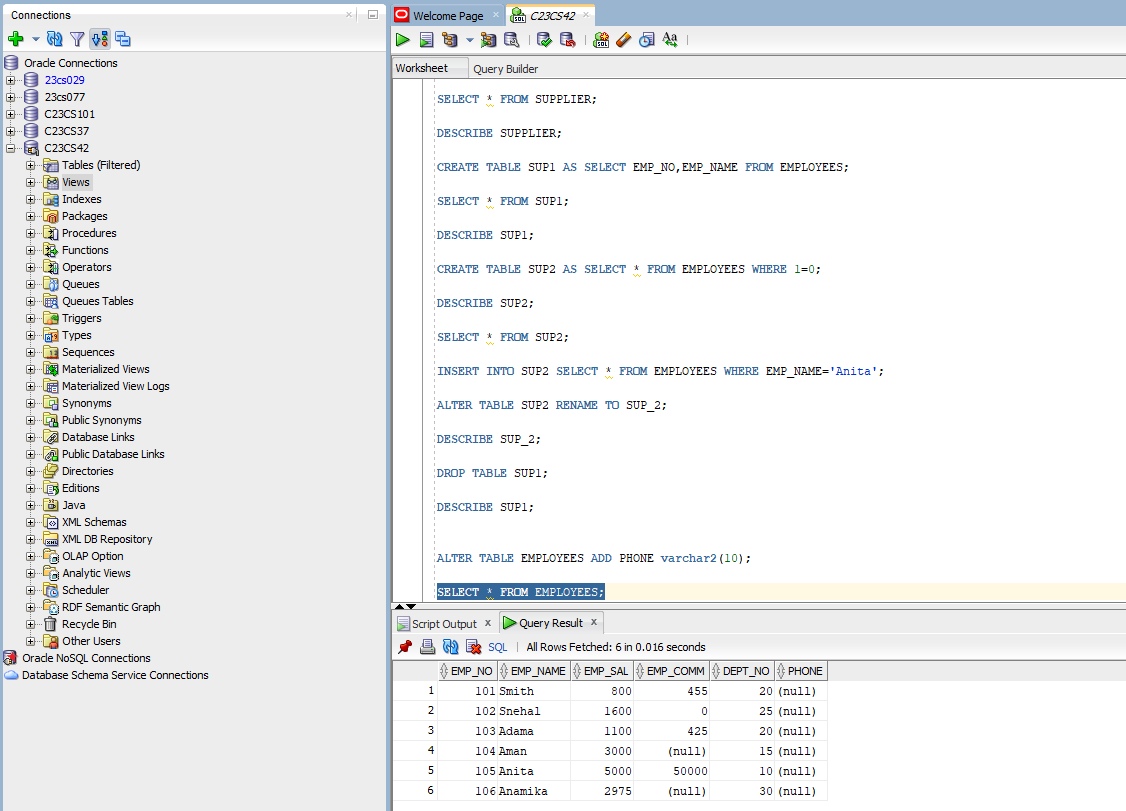 Connections
Oracle Connections
23cs029
23cs077
C23CS101
C23CS37
C23CS42
Tables (Filtered)
Views
Indexes
Packages
Procedures
Functions
Operators
Queues
Queues Tables
Triggers
Types
Sequences
Materialized Views
Materialized View Logs
Synonyms
Public Synonyms
Database Links
Public Database Links
Directories
Editions
Java
XML Schemas
XML DB Repository
OLAP Option
Analytic Views
Scheduler
RDF Semantic Graph
Recycle Bin
Other Users
Oracle NoSQL Connections
Database Schema Service Connections
Welcome Page C23CS42
Worksheet Query Builder
SELECT * FROM SUPPLIER;
DESCRIBE SUPPLIER;
CREATE TABLE SUP1 AS SELECT EMP_NO,EMP_NAME FROM EMPLOYEES;
SELECT * FROM SUP1;
DESCRIBE SUP1;
CREATE TABLE SUP2 AS SELECT * FROM EMPLOYEES WHERE 1=0;
DESCRIBE SUP2;
SELECT * FROM SUP2;
INSERT INTO SUP2 SELECT * FROM EMPLOYEES WHERE EMP_NAME='Anita';
ALTER TABLE SUP2 RENAME TO SUP_2;
DESCRIBE SUP_2;
DROP TABLE SUP1;
DESCRIBE SUP1;
ALTER TABLE EMPLOYEES ADD PHONE varchar2(10);
SELECT * FROM EMPLOYEES;
Script Output x Query Result x
SQL | All Rows Fetched: 6 in 0.016 seconds
EMP_NO EMP_NAME EMP_SAL EMP_COMM DEPT_NO PHONE
1 101 Smith 800 455 20 (null)
2 102 Snehal 1600 0 25 (null)
3 103 Adama 1100 425 20 (null)
4 104 Aman 3000 (null) 15 (null)
5 105 Anita 5000 50000 10 (null)
6 106 Anamika 2975 (null) 30 (null)